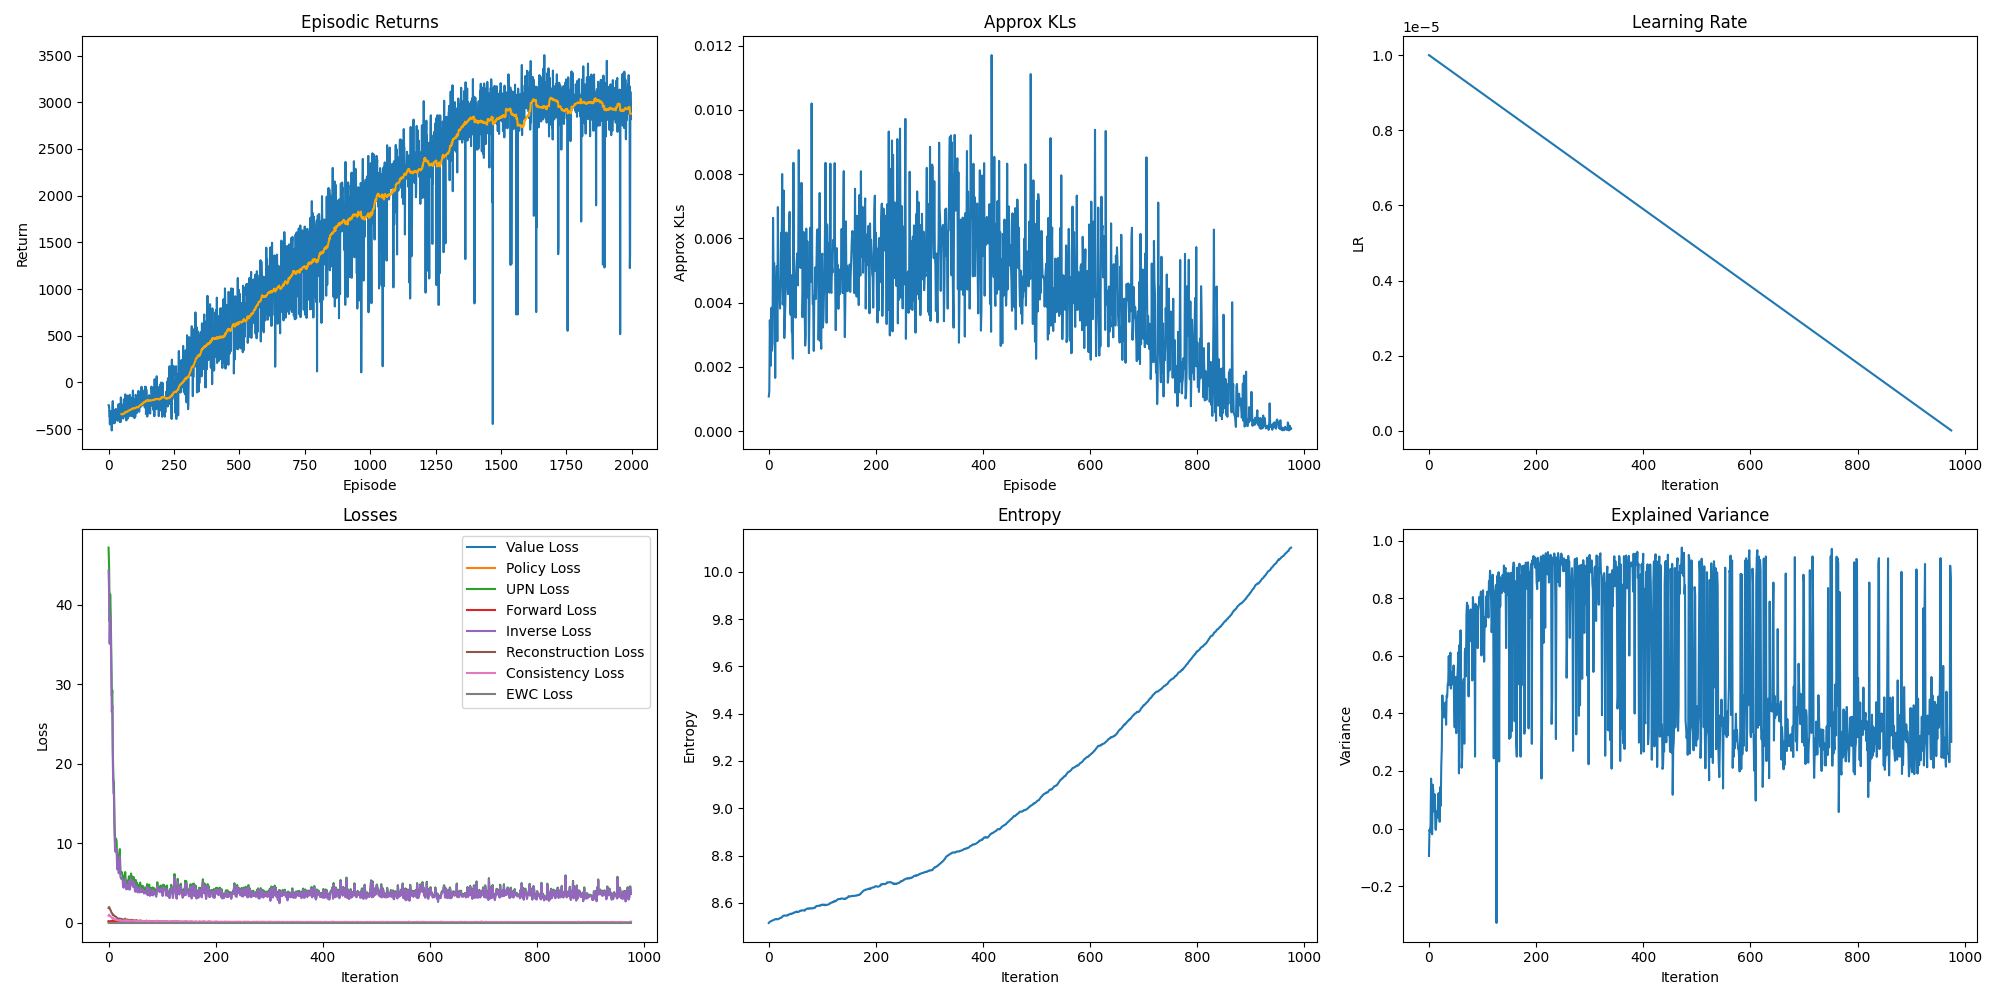 Episodic Returns
Return
3500
3000
2500
2000
1500
1000
500
0
−500
0 250 500 750 1000 1250 1500 1750 2000
Episode
Approx KLs
Approx KLs
0.012
0.010
0.008
0.006
0.004
0.002
0.000
0 200 400 600 800 1000
Episode
Learning Rate
1e−5
LR
1.0
0.8
0.6
0.4
0.2
0.0
0 200 400 600 800 1000
Iteration
Losses
Loss
40
30
20
10
0
Value Loss
Policy Loss
UPN Loss
Forward Loss
Inverse Loss
Reconstruction Loss
Consistency Loss
EWC Loss
0 200 400 600 800 1000
Iteration
Entropy
Entropy
10.0
9.8
9.6
9.4
9.2
9.0
8.8
8.6
0 200 400 600 800 1000
Iteration
Explained Variance
Variance
1.0
0.8
0.6
0.4
0.2
0.0
−0.2
0 200 400 600 800 1000
Iteration